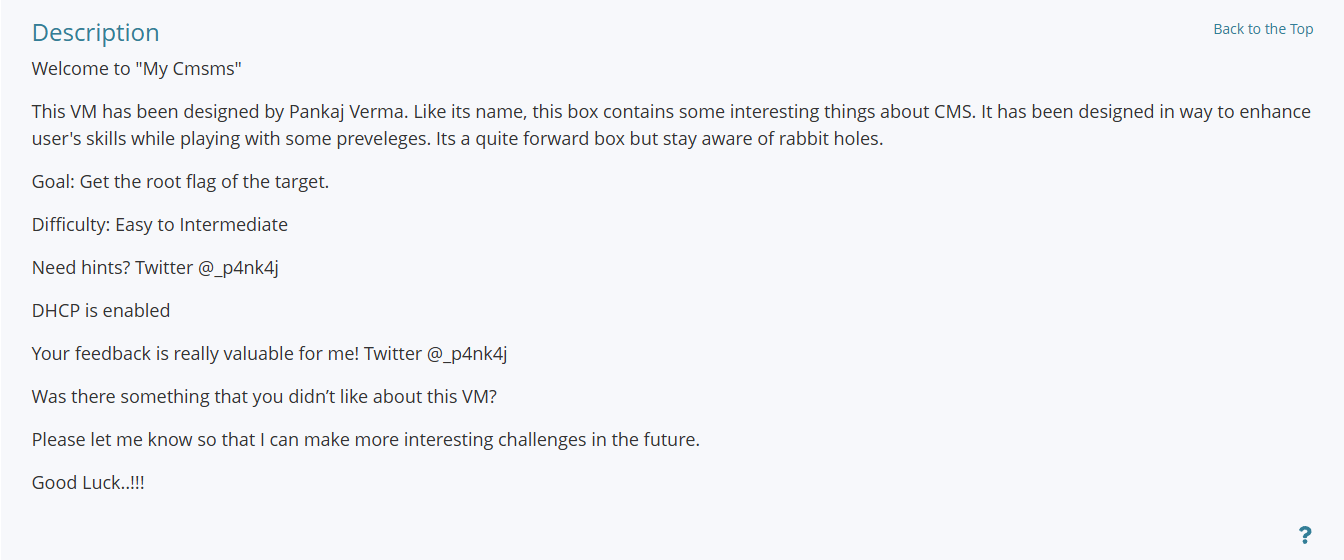 Description
Back to the Top
Welcome to "My Cmsms"
This VM has been designed by Pankaj Verma. Like its name, this box contains some interesting things about CMS. It has been designed in way to enhance
user's skills while playing with some preveleges. Its a quite forward box but stay aware of rabbit holes.
Goal: Get the root flag of the target.
Difficulty: Easy to Intermediate
Need hints? Twitter @_p4nk4j
DHCP is enabled
Your feedback is really valuable for me! Twitter @_p4nk4j
Was there something that you didn’t like about this VM?
Please let me know so that I can make more interesting challenges in the future.
Good Luck..!!!
?